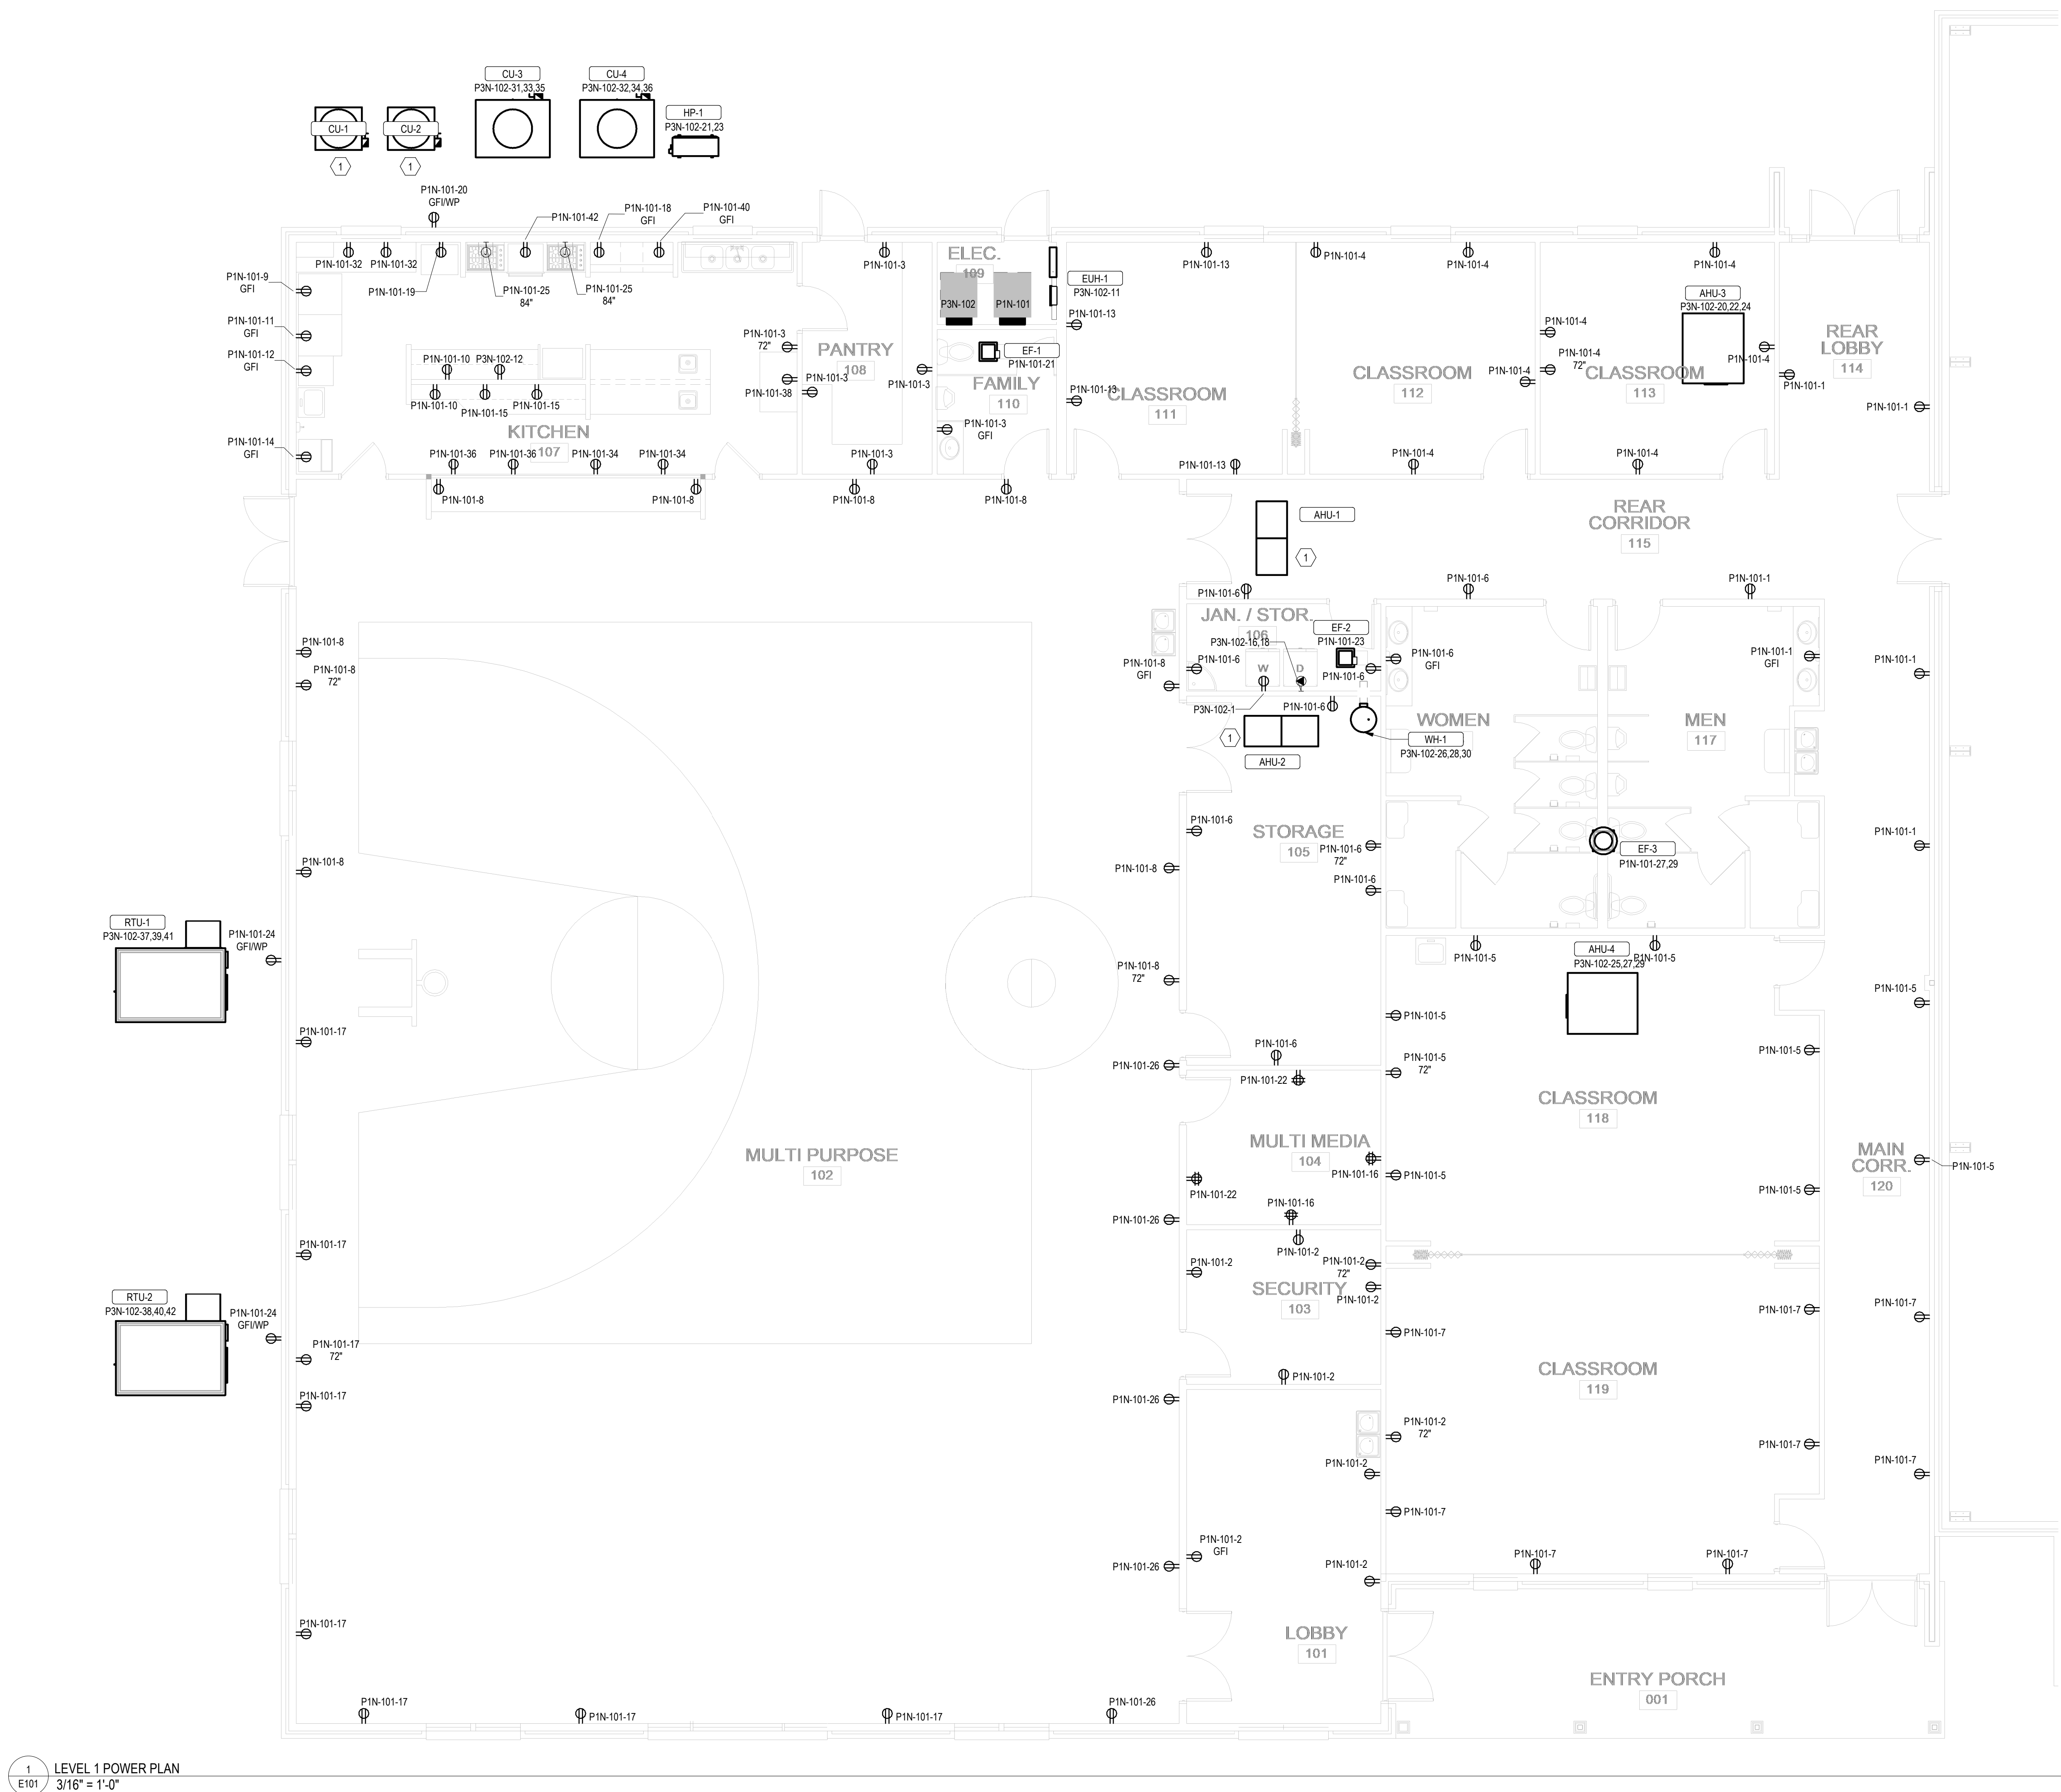 CU-3
P3N-102-31,33,35
CU-4
P3N-102-32,34,36
CU-1
1
CU-2
1
HP-1
P3N-102-21,23
P1N-101-20
GFI/WP
P1N-101-42
P1N-101-18
GFI
P1N-101-40
GFI
P1N-101-32
P1N-101-32
P1N-101-19
P1N-101-25
84"
P1N-101-25
84"
P1N-101-9
GFI
P1N-101-11
GFI
P1N-101-12
GFI
P1N-101-14
GFI
P1N-101-10
P3N-102-12
P1N-101-10
P1N-101-15
P1N-101-15
KITCHEN
107
P1N-101-36
P1N-101-36
P1N-101-34
P1N-101-34
P1N-101-8
P1N-101-8
P1N-101-3
72"
P1N-101-38
P1N-101-3
PANTRY
108
P1N-101-3
P1N-101-3
P1N-101-3
P1N-101-8
ELEC.
109
P3N-102
P1N-101
EUH-1
P3N-102-11
P1N-101-13
EF-1
P1N-101-21
FAMILY
110
P1N-101-3
GFI
P1N-101-8
P1N-101-13
P1N-101-13
CLASSROOM
111
P1N-101-13
P1N-101-4
P1N-101-4
CLASSROOM
112
P1N-101-4
P1N-101-4
P1N-101-4
P1N-101-4
P1N-101-4
72"
CLASSROOM
113
AHU-3
P3N-102-20,22,24
P1N-101-4
P1N-101-4
P1N-101-1
REAR
LOBBY
114
P1N-101-1
AHU-1
1
REAR
CORRIDOR
115
P1N-101-6
P1N-101-6
P1N-101-1
JAN. / STOR.
106
P3N-102-16,18
EF-2
P1N-101-23
P1N-101-8
GFI
P1N-101-6
W
D
P1N-101-6
P3N-102-1
P1N-101-6
1
AHU-2
WH-1
P3N-102-26,28,30
P1N-101-6
GFI
WOMEN
P1N-101-1
GFI
MEN
117
P1N-101-1
P1N-101-8
P1N-101-8
72"
P1N-101-8
P1N-101-6
STORAGE
105
P1N-101-6
72"
P1N-101-6
P1N-101-8
P1N-101-8
72"
EF-3
P1N-101-27,29
P1N-101-1
RTU-1
P3N-102-37,39,41
P1N-101-24
GFI/WP
P1N-101-17
P1N-101-5
AHU-4
P3N-102-25,27,29
P1N-101-5
P1N-101-5
P1N-101-5
P1N-101-6
P1N-101-26
P1N-101-22
P1N-101-5
72"
P1N-101-5
CLASSROOM
118
MULTI PURPOSE
102
MULTI MEDIA
104
P1N-101-16
P1N-101-5
P1N-101-5
MAIN
CORR.
120
P1N-101-5
P1N-101-22
P1N-101-16
P1N-101-26
P1N-101-17
P1N-101-2
P1N-101-2
P1N-101-2
72"
SECURITY
103
P1N-101-2
RTU-2
P3N-102-38,40,42
P1N-101-24
GFI/WP
P1N-101-17
72"
P1N-101-17
P1N-101-7
P1N-101-7
P1N-101-7
CLASSROOM
119
P1N-101-2
P1N-101-26
P1N-101-2
72"
P1N-101-7
P1N-101-7
P1N-101-2
P1N-101-7
P1N-101-2
GFI
P1N-101-26
P1N-101-2
P1N-101-7
P1N-101-7
P1N-101-17
LOBBY
101
ENTRY PORCH
001
P1N-101-17
P1N-101-17
P1N-101-17
P1N-101-26
1
E101
LEVEL 1 POWER PLAN
3/16" = 1'-0"